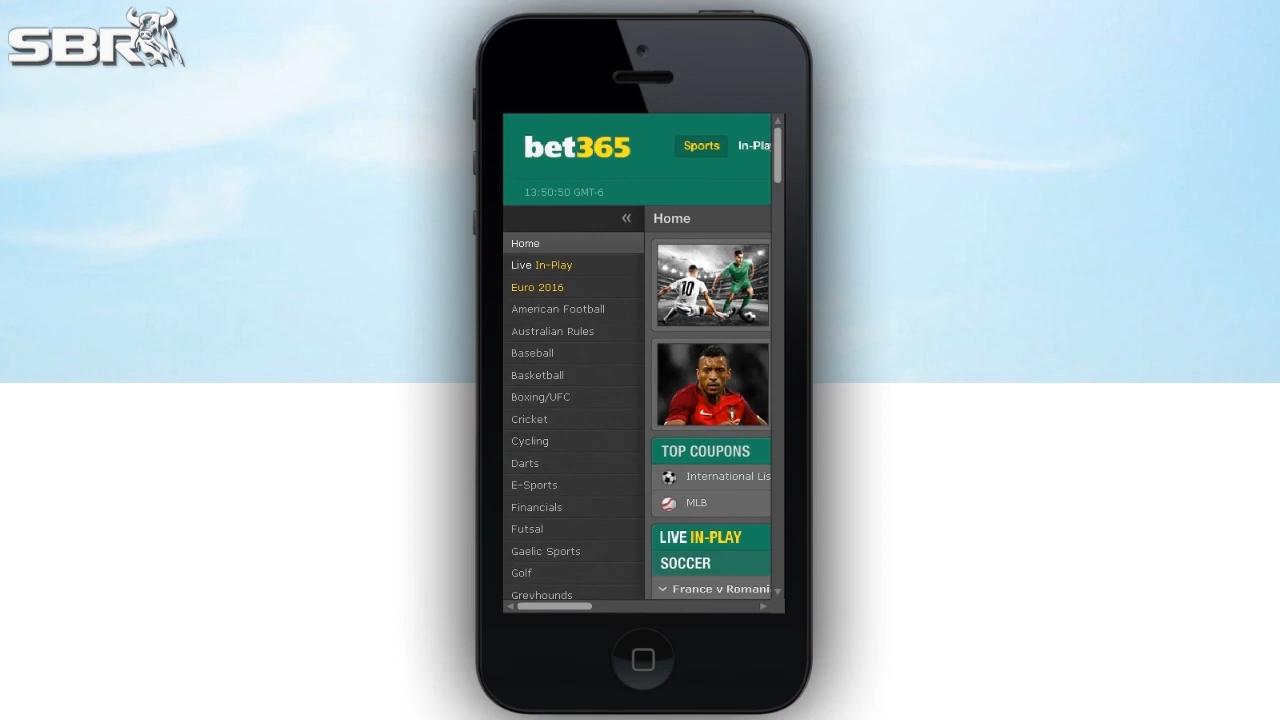 SBR
bet365
Sports
In-Pla
13:50:50 GMT-6
«
Home
Home
Live In-Play
Euro 2016
American Football
Australian Rules
Baseball
Basketball
Boxing/UFC
Cricket
Cycling
Darts
E-Sports
Financials
Futsal
Gaelic Sports
Golf
Greyhounds
10
TOP COUPONS
International Lis
MLB
LIVE IN-PLAY
SOCCER
France v Romani